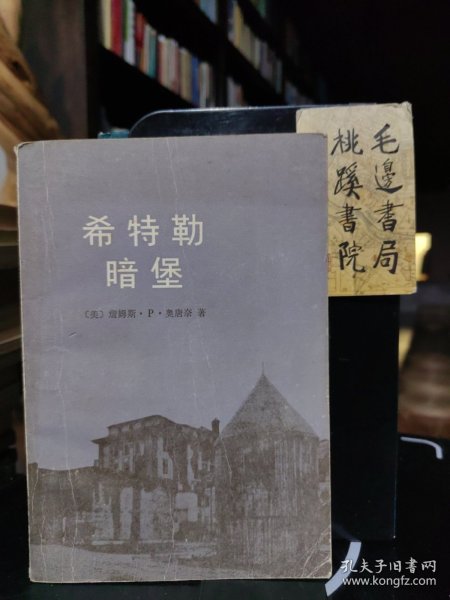 希特勒
暗堡
〔美〕詹姆斯·P·奥唐奈 著
毛邊書局
桃蹊書院
孔夫子旧书网
www.kongfz.com